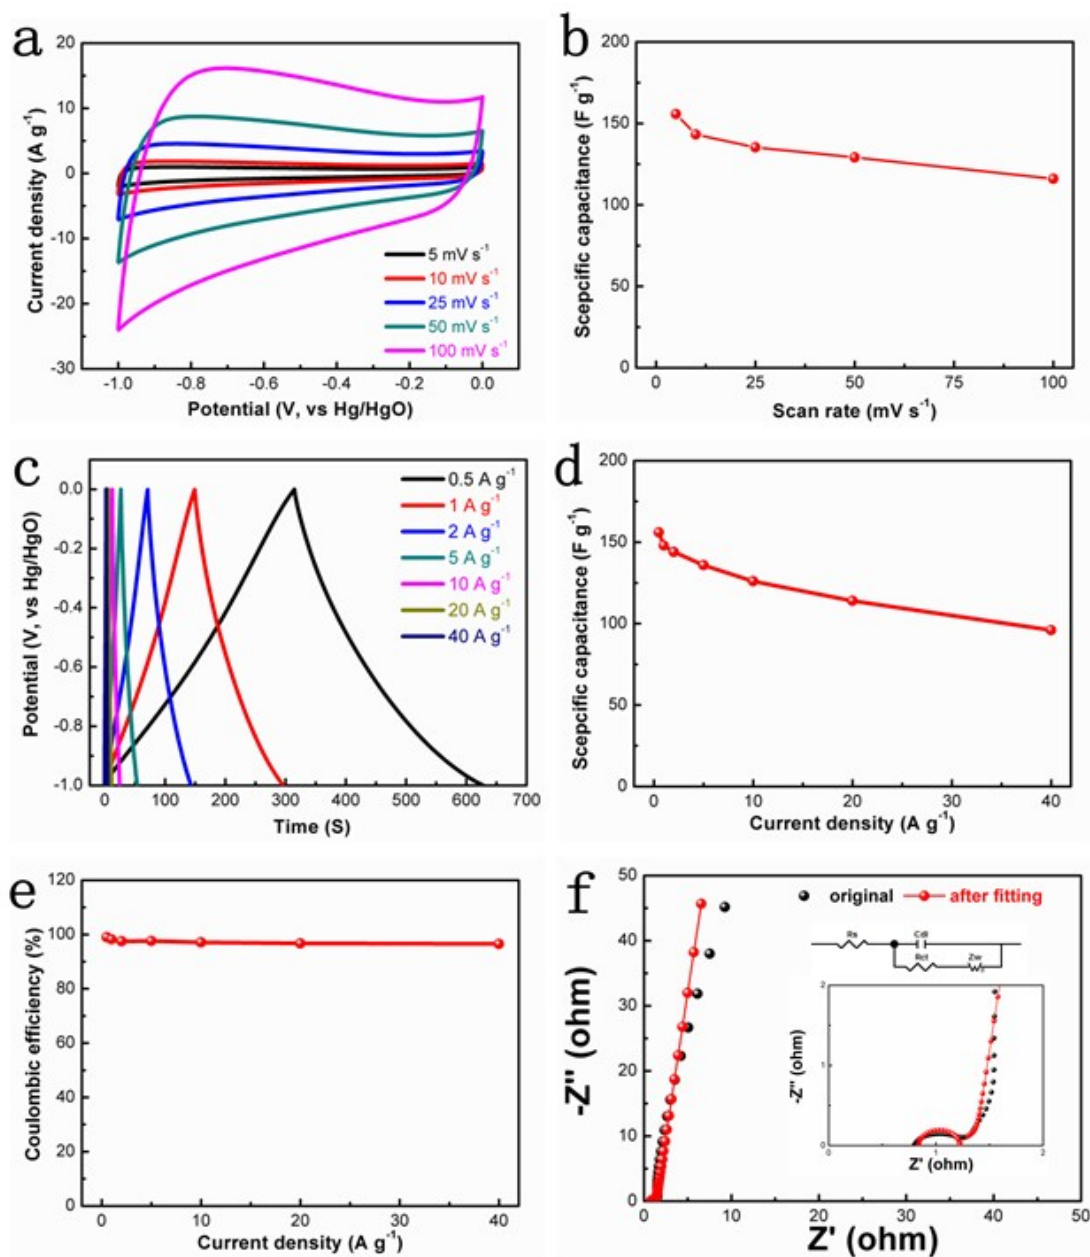 a
20
10
0
-10
-20
-30
-1.0
-0.8
-0.6
-0.4
-0.2
0.0
Current density (A g⁻¹)
Potential (V, vs Hg/HgO)
5 mV s⁻¹
10 mV s⁻¹
25 mV s⁻¹
50 mV s⁻¹
100 mV s⁻¹
b
200
150
100
50
0
0
25
50
75
100
Scepcific capacitance (F g⁻¹)
Scan rate (mV s⁻¹)
c
0.0
-0.2
-0.4
-0.6
-0.8
-1.0
0
100
200
300
400
500
600
700
Potential (V, vs Hg/HgO)
Time (S)
0.5 A g⁻¹
1 A g⁻¹
2 A g⁻¹
5 A g⁻¹
10 A g⁻¹
20 A g⁻¹
40 A g⁻¹
d
200
150
100
50
0
0
10
20
30
40
Scepcific capacitance (F g⁻¹)
Current density (A g⁻¹)
e
120
100
80
60
40
20
0
0
10
20
30
40
Coulombic efficiency (%)
Current density (A g⁻¹)
f
50
40
30
20
10
0
0
10
20
30
40
50
-Z'' (ohm)
Z' (ohm)
original
after fitting
Rs
Cdl
Rct
Zw
2
1
0
0
1
2
-Z'' (ohm)
Z' (ohm)